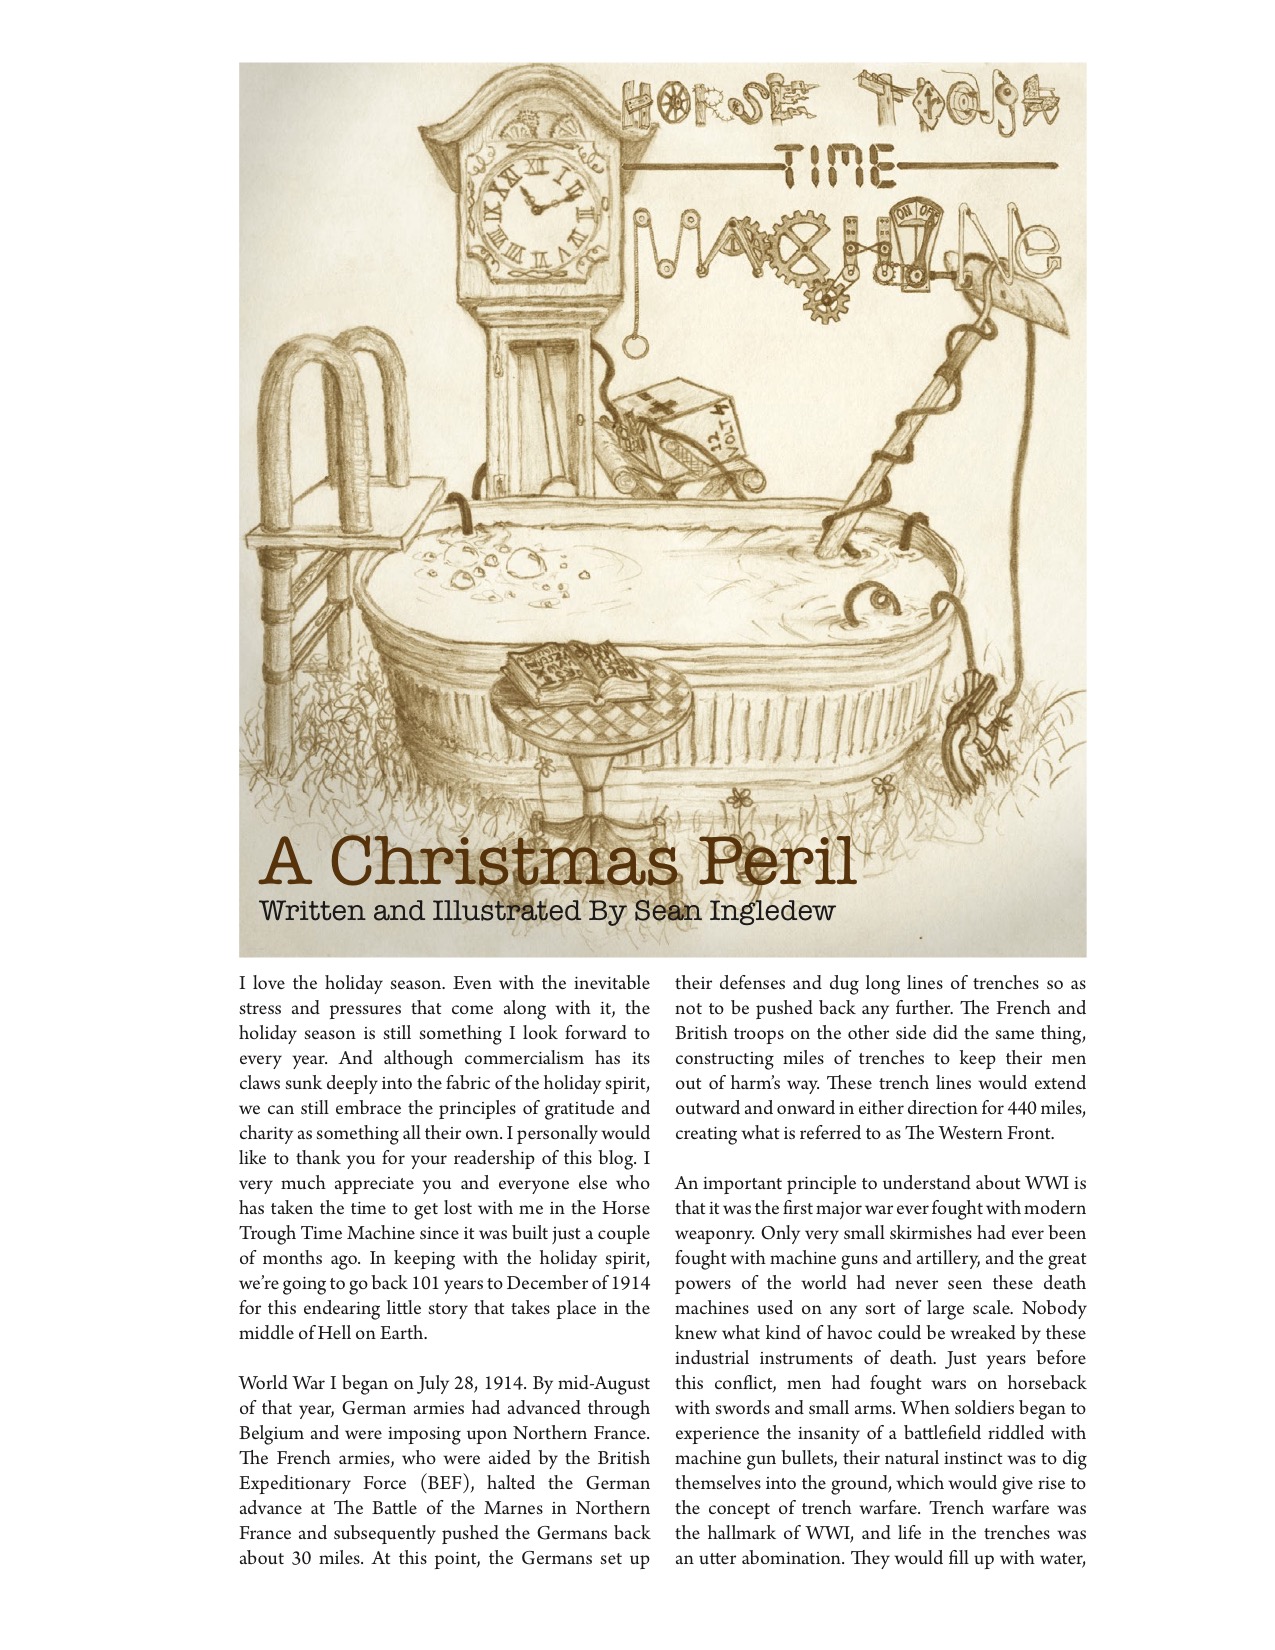 HORSE TROUGH
TIME
MACHINE
ON OFF
XII
12
VOLT
A Christmas Peril
Written and Illustrated By Sean Ingledew
I love the holiday season. Even with the inevitable
stress and pressures that come along with it, the
holiday season is still something I look forward to
every year. And although commercialism has its
claws sunk deeply into the fabric of the holiday spirit,
we can still embrace the principles of gratitude and
charity as something all their own. I personally would
like to thank you for your readership of this blog. I
very much appreciate you and everyone else who
has taken the time to get lost with me in the Horse
Trough Time Machine since it was built just a couple
of months ago. In keeping with the holiday spirit,
we're going to go back 101 years to December of 1914
for this endearing little story that takes place in the
middle of Hell on Earth.
World War I began on July 28, 1914. By mid-August
of that year, German armies had advanced through
Belgium and were imposing upon Northern France.
The French armies, who were aided by the British
Expeditionary Force (BEF), halted the German
advance at The Battle of the Marnes in Northern
France and subsequently pushed the Germans back
about 30 miles. At this point, the Germans set up
their defenses and dug long lines of trenches so as
not to be pushed back any further. The French and
British troops on the other side did the same thing,
constructing miles of trenches to keep their men
out of harm's way. These trench lines would extend
outward and onward in either direction for 440 miles,
creating what is referred to as The Western Front.
An important principle to understand about WWI is
that it was the first major war ever fought with modern
weaponry. Only very small skirmishes had ever been
fought with machine guns and artillery, and the great
powers of the world had never seen these death
machines used on any sort of large scale. Nobody
knew what kind of havoc could be wreaked by these
industrial instruments of death. Just years before
this conflict, men had fought wars on horseback
with swords and small arms. When soldiers began to
experience the insanity of a battlefield riddled with
machine gun bullets, their natural instinct was to dig
themselves into the ground, which would give rise to
the concept of trench warfare. Trench warfare was
the hallmark of WWI, and life in the trenches was
an utter abomination. They would fill up with water,